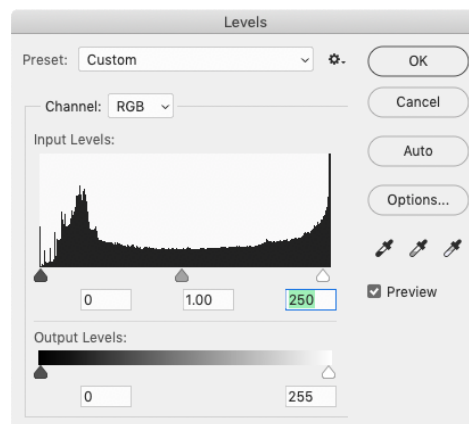 Levels
Preset: Custom
OK
Channel: RGB
Cancel
Input Levels:
Auto
Options...
0 1.00 250
Preview
Output Levels:
0 255